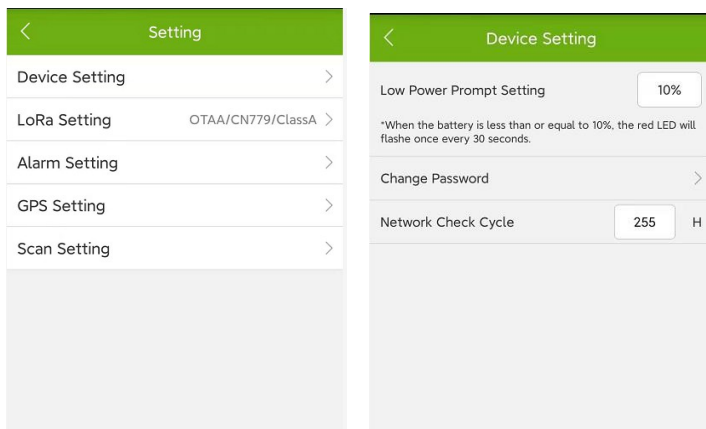 Setting
Device Setting
LoRa Setting OTAA/CN779/ClassA
Alarm Setting
GPS Setting
Scan Setting
Device Setting
Low Power Prompt Setting 10%
*When the battery is less than or equal to 10%, the red LED will
flashe once every 30 seconds.
Change Password
Network Check Cycle 255 H